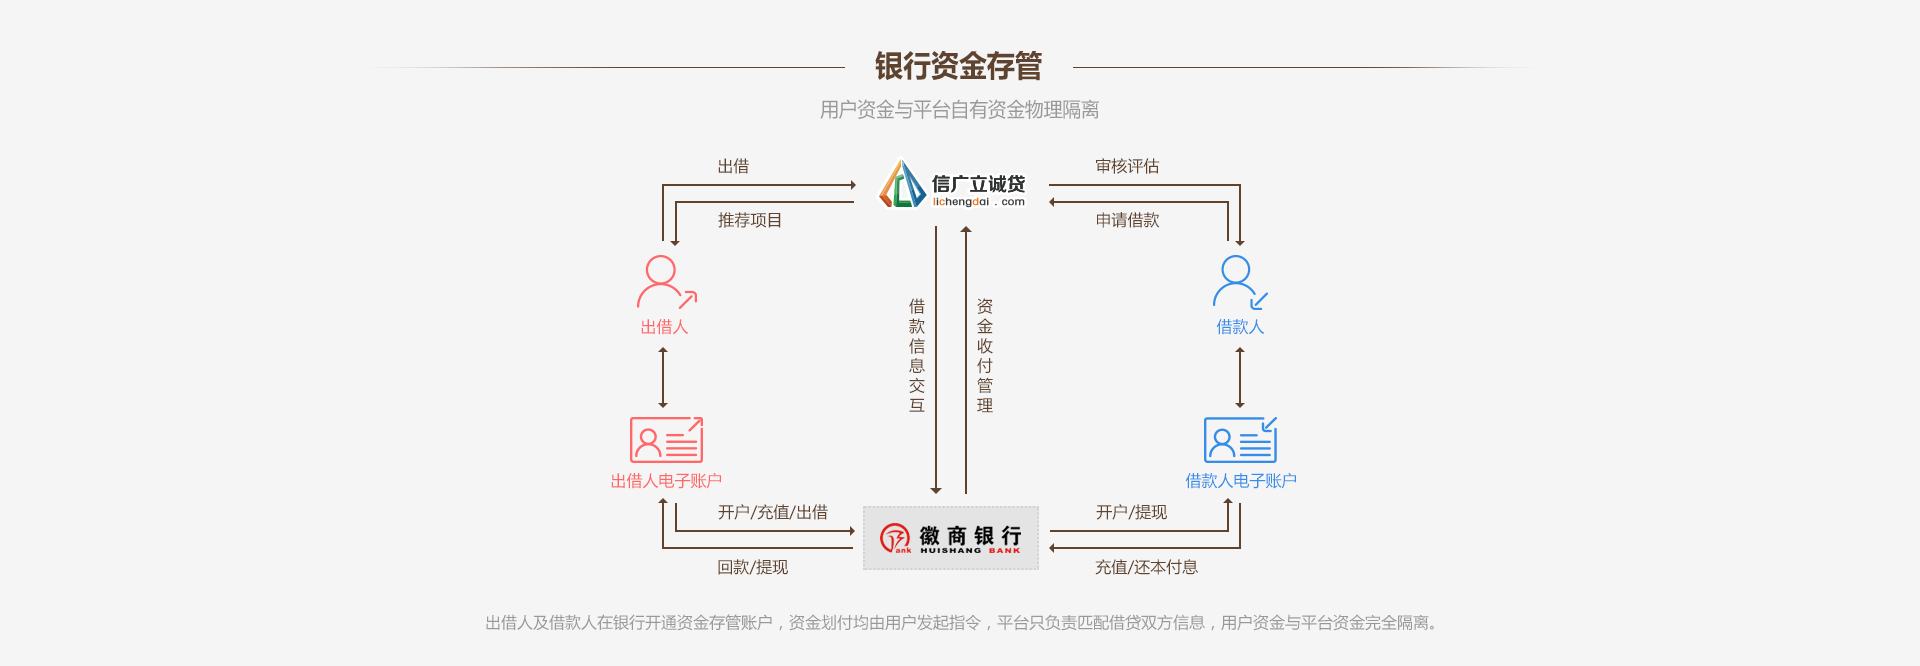 银行资金存管
用户资金与平台自有资金物理隔离
出借
审核评估
信广立诚贷
lichengdai . com
推荐项目
申请借款
借款信息交互
资金收付管理
出借人
借款人
出借人电子账户
借款人电子账户
开户/充值/出借
开户/提现
徽商银行
HUISHANG BANK
ank
回款/提现
充值/还本付息
出借人及借款人在银行开通资金存管账户，资金划付均由用户发起指令，平台只负责匹配借贷双方信息，用户资金与平台资金完全隔离。